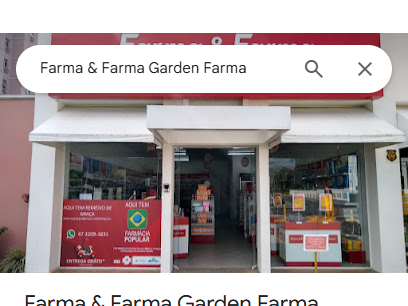 Farma & Farma
Farma & Farma Garden Farma
AQUI TEM REMÉDIO DE
GRAÇA
47 3209-3831
ENTREGA GRÁTIS
AQUI TEM
FARMÁCIA
POPULAR
Farma & Farma Garden Farma